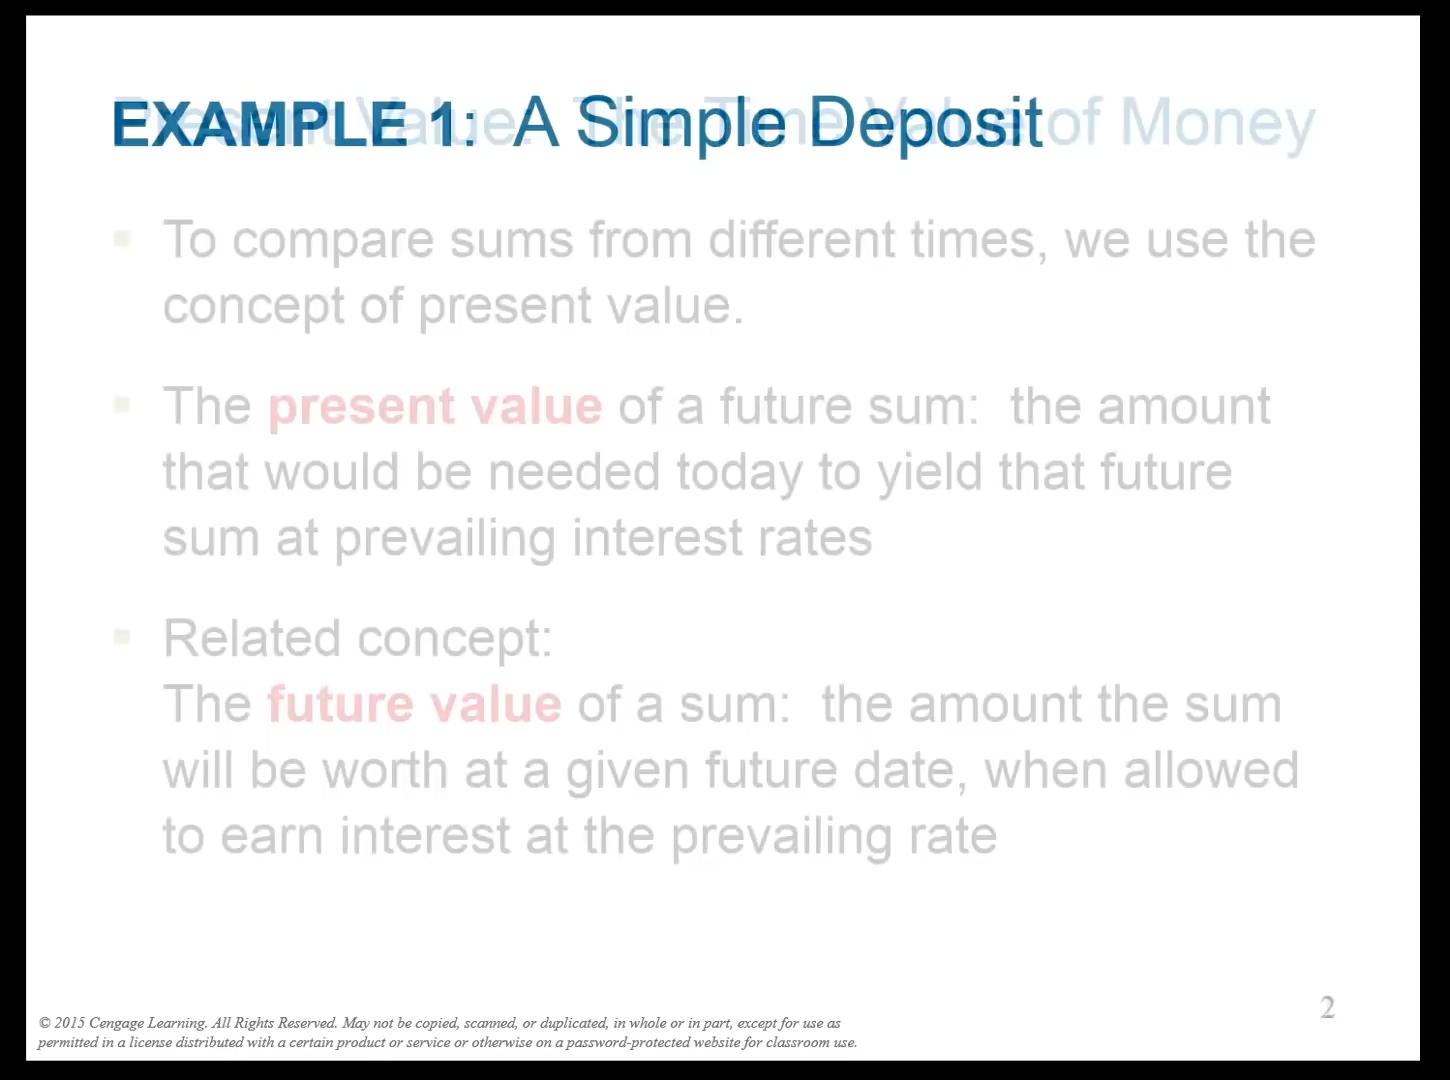 EXAMPLE 1: A Simple Deposit
Present Value: The Time Value of Money
▪ To compare sums from different times, we use the
concept of present value.
▪ The present value of a future sum: the amount
that would be needed today to yield that future
sum at prevailing interest rates
▪ Related concept:
The future value of a sum: the amount the sum
will be worth at a given future date, when allowed
to earn interest at the prevailing rate
2
© 2015 Cengage Learning. All Rights Reserved. May not be copied, scanned, or duplicated, in whole or in part, except for use as
permitted in a license distributed with a certain product or service or otherwise on a password-protected website for classroom use.